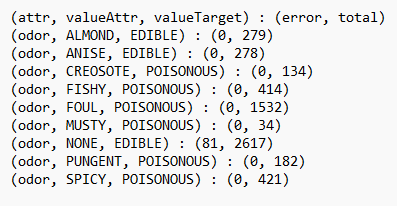 (attr, valueAttr, valueTarget) : (error, total)
(odor, ALMOND, EDIBLE) : (0, 279)
(odor, ANISE, EDIBLE) : (0, 278)
(odor, CREOSOTE, POISONOUS) : (0, 134)
(odor, FISHY, POISONOUS) : (0, 414)
(odor, FOUL, POISONOUS) : (0, 1532)
(odor, MUSTY, POISONOUS) : (0, 34)
(odor, NONE, EDIBLE) : (81, 2617)
(odor, PUNGENT, POISONOUS) : (0, 182)
(odor, SPICY, POISONOUS) : (0, 421)